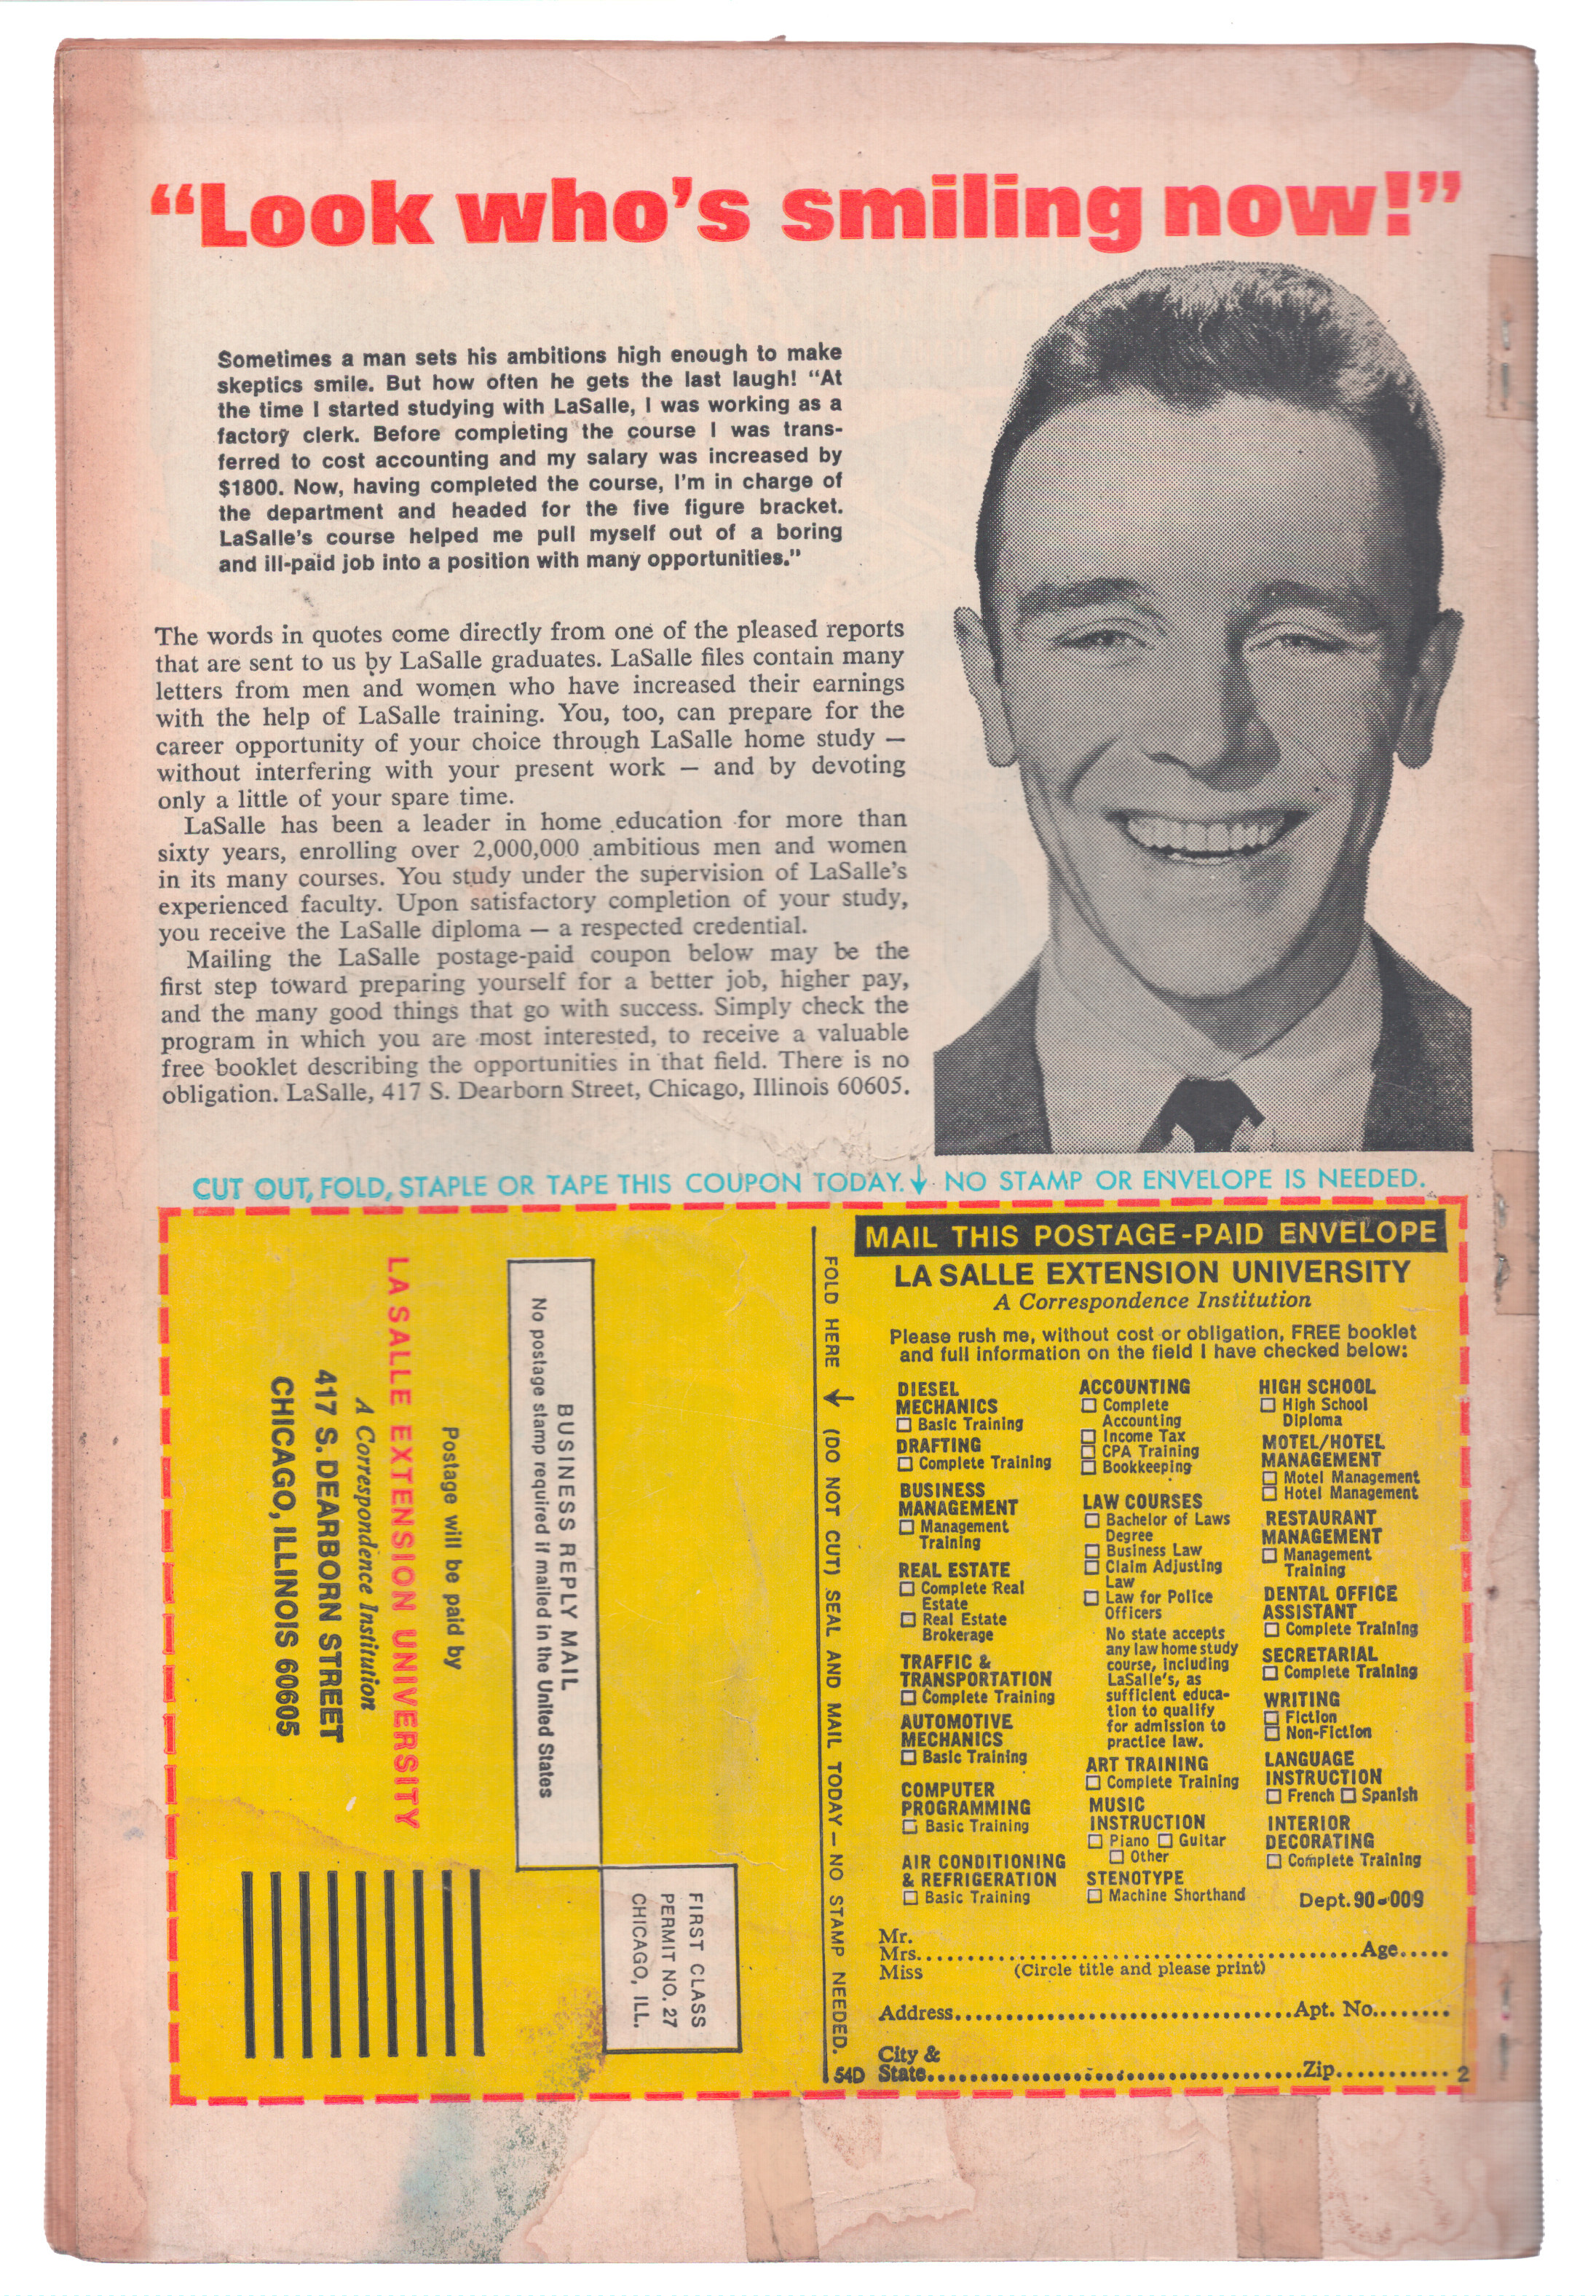 “Look who’s smiling now!”
Sometimes a man sets his ambitions high enough to make
skeptics smile. But how often he gets the last laugh! “At
the time I started studying with LaSalle, I was working as a
factory clerk. Before completing the course I was trans-
ferred to cost accounting and my salary was increased by
$1800. Now, having completed the course, I’m in charge of
the department and headed for the five figure bracket.
LaSalle’s course helped me pull myself out of a boring
and ill-paid job into a position with many opportunities.”
The words in quotes come directly from one of the pleased reports
that are sent to us by LaSalle graduates. LaSalle files contain many
letters from men and women who have increased their earnings
with the help of LaSalle training. You, too, can prepare for the
career opportunity of your choice through LaSalle home study —
without interfering with your present work — and by devoting
only a little of your spare time.
LaSalle has been a leader in home education for more than
sixty years, enrolling over 2,000,000 ambitious men and women
in its many courses. You study under the supervision of LaSalle’s
experienced faculty. Upon satisfactory completion of your study,
you receive the LaSalle diploma — a respected credential.
Mailing the LaSalle postage-paid coupon below may be the
first step toward preparing yourself for a better job, higher pay,
and the many good things that go with success. Simply check the
program in which you are most interested, to receive a valuable
free booklet describing the opportunities in that field. There is no
obligation. LaSalle, 417 S. Dearborn Street, Chicago, Illinois 60605.
CUT OUT, FOLD, STAPLE OR TAPE THIS COUPON TODAY. ↓ NO STAMP OR ENVELOPE IS NEEDED.
FIRST CLASS
PERMIT NO. 27
CHICAGO, ILL.
BUSINESS REPLY MAIL
No postage stamp required if mailed in the United States
Postage will be paid by
LA SALLE EXTENSION UNIVERSITY
A Correspondence Institution
417 S. DEARBORN STREET
CHICAGO, ILLINOIS 60605
FOLD HERE ↓ (DO NOT CUT) SEAL AND MAIL TODAY — NO STAMP NEEDED.
MAIL THIS POSTAGE-PAID ENVELOPE
LA SALLE EXTENSION UNIVERSITY
A Correspondence Institution
Please rush me, without cost or obligation, FREE booklet
and full information on the field I have checked below:
DIESEL
MECHANICS
☐ Basic Training
DRAFTING
☐ Complete Training
BUSINESS
MANAGEMENT
☐ Management
Training
REAL ESTATE
☐ Complete Real
Estate
☐ Real Estate
Brokerage
TRAFFIC &
TRANSPORTATION
☐ Complete Training
AUTOMOTIVE
MECHANICS
☐ Basic Training
COMPUTER
PROGRAMMING
☐ Basic Training
AIR CONDITIONING
& REFRIGERATION
☐ Basic Training
ACCOUNTING
☐ Complete
Accounting
☐ Income Tax
☐ CPA Training
☐ Bookkeeping
LAW COURSES
☐ Bachelor of Laws
Degree
☐ Business Law
☐ Claim Adjusting
Law
☐ Law for Police
Officers
No state accepts
any law home study
course, including
LaSalle’s, as
sufficient educa-
tion to qualify
for admission to
practice law.
ART TRAINING
☐ Complete Training
MUSIC
INSTRUCTION
☐ Piano ☐ Guitar
☐ Other
STENOTYPE
☐ Machine Shorthand
HIGH SCHOOL
☐ High School
Diploma
MOTEL/HOTEL
MANAGEMENT
☐ Motel Management
☐ Hotel Management
RESTAURANT
MANAGEMENT
☐ Management
Training
DENTAL OFFICE
ASSISTANT
☐ Complete Training
SECRETARIAL
☐ Complete Training
WRITING
☐ Fiction
☐ Non-Fiction
LANGUAGE
INSTRUCTION
☐ French ☐ Spanish
INTERIOR
DECORATING
☐ Complete Training
Dept. 90-009
Mr.
Mrs. Age
Miss (Circle title and please print)
Address Apt. No.
City &
54D State Zip 2